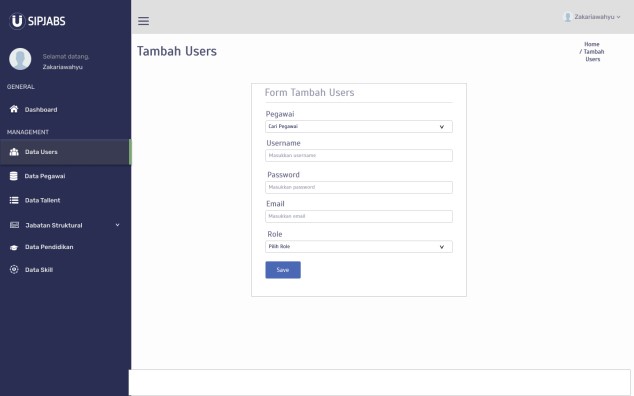 SIPJABS
Zakariawahyu
Selamat datang,
Zakariawahyu
GENERAL
Dashboard
MANAGEMENT
Data Users
Data Pegawai
Data Tallent
Jabatan Struktural
Data Pendidikan
Data Skill
Tambah Users
Home
/ Tambah
Users
Form Tambah Users
Pegawai
Cari Pegawai
Username
Masukkan username
Password
Masukkan password
Email
Masukkan email
Role
Pilih Role
Save